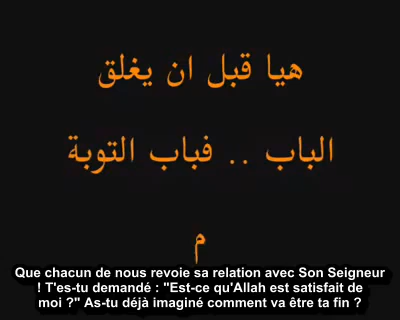 هيا قبل ان يغلق
الباب .. فباب التوبة
م
Que chacun de nous revoie sa relation avec Son Seigneur
! T'es-tu demandé : "Est-ce qu'Allah est satisfait de
moi ?" As-tu déjà imaginé comment va être ta fin ?